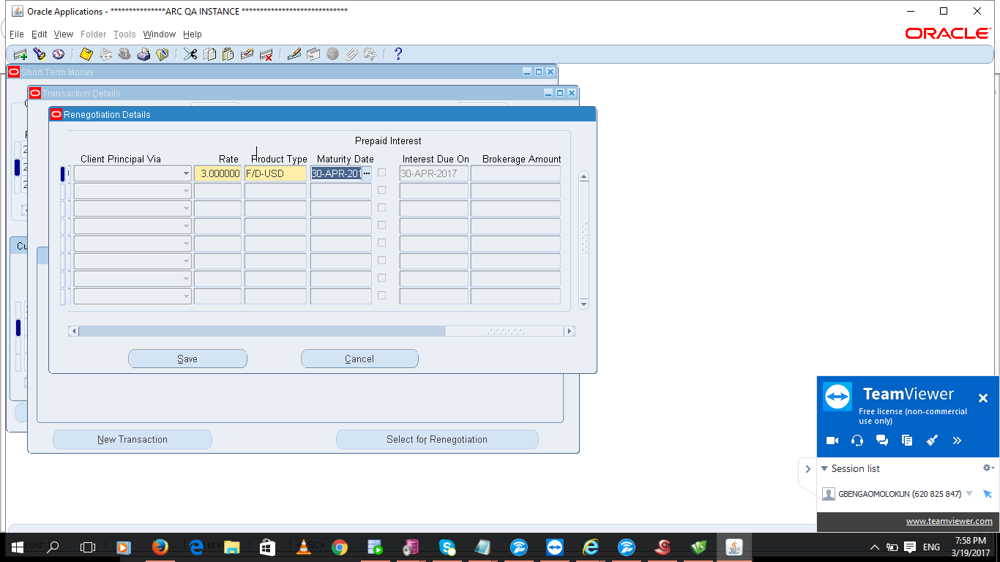 Oracle Applications - ***************ARC QA INSTANCE *****************************
File Edit View Folder Tools Window Help
ORACLE
Short Term Money
Transaction Details
Renegotiation Details
Prepaid Interest
Client Principal Via Rate Product Type Maturity Date Interest Due On Brokerage Amount
3.000000 F/D-USD 30-APR-201 30-APR-2017
Cu
Save Cancel
New Transaction Select for Renegotiation
TeamViewer
Free license (non-commercial
use only)
Session list
GBENGAOMOLOKUN (620 825 847)
www.teamviewer.com
ENG
7:58 PM
3/19/2017